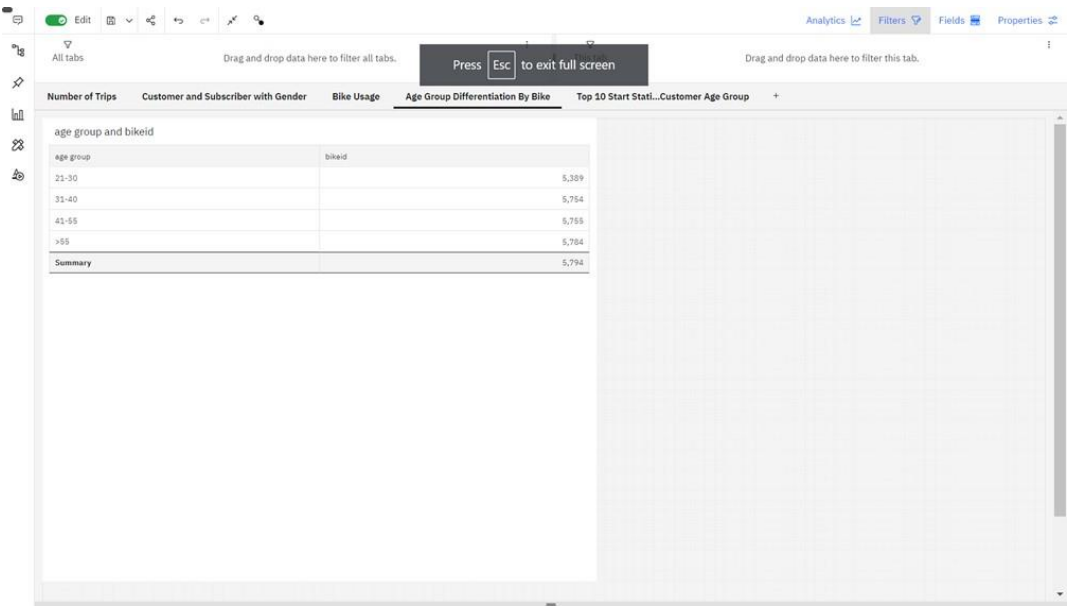 Edit
Analytics Filters Fields Properties
All tabs Drag and drop data here to filter all tabs. Drag and drop data here to filter this tab.
Press Esc to exit full screen
Number of Trips Customer and Subscriber with Gender Bike Usage Age Group Differentiation By Bike Top 10 Start Stati...Customer Age Group +
age group and bikeid
age group bikeid
21-30 5,389
31-40 5,754
41-55 5,755
>55 5,784
Summary 5,794